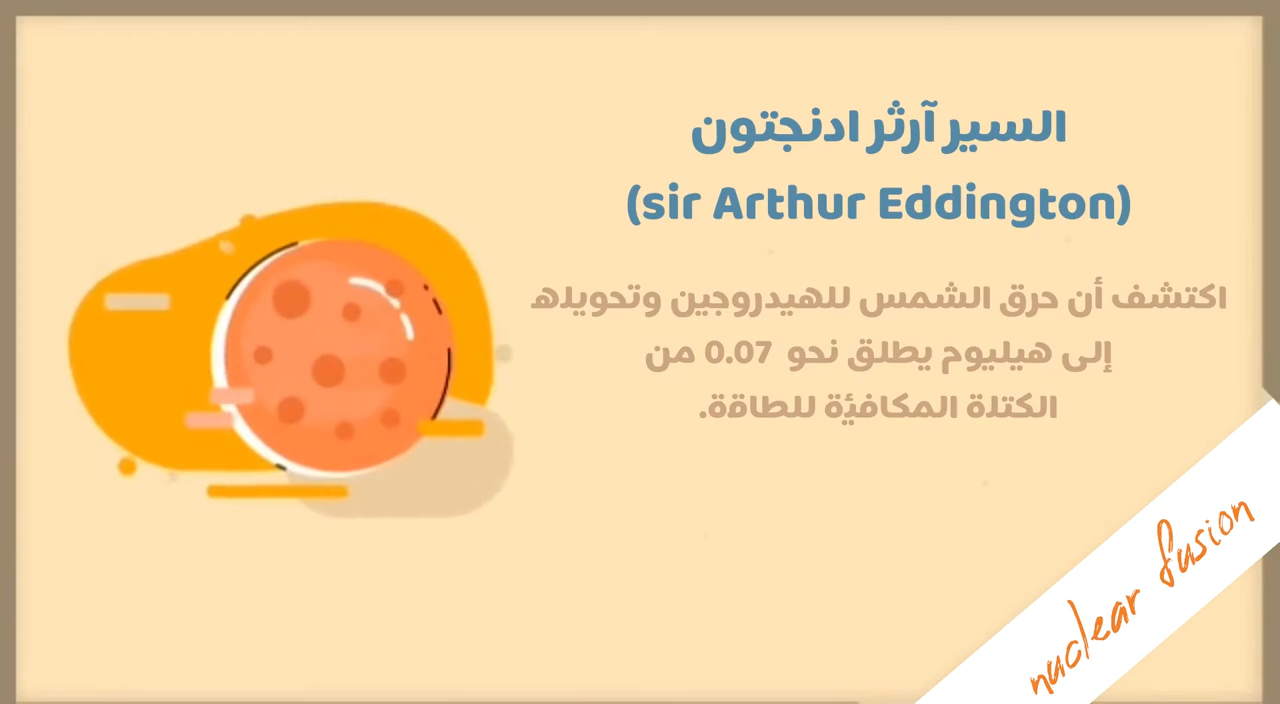 السير آرثر ادنجتون
(sir Arthur Eddington)
اكتشف أن حرق الشمس للهيدروجين وتحويله
إلى هيليوم يطلق نحو 0.07 من
الكتلة المكافيْة للطاقة.
nuclear fusion